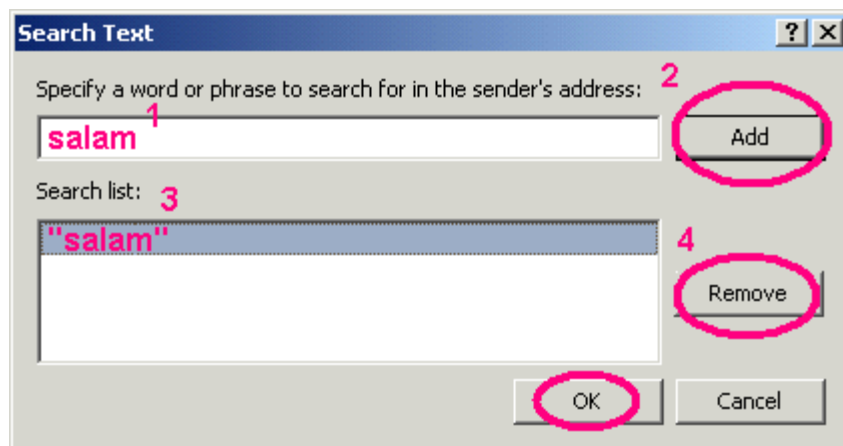 Search Text
Specify a word or phrase to search for in the sender's address: 2
salam 1
Add
Search list: 3
"salam"
4
Remove
OK Cancel